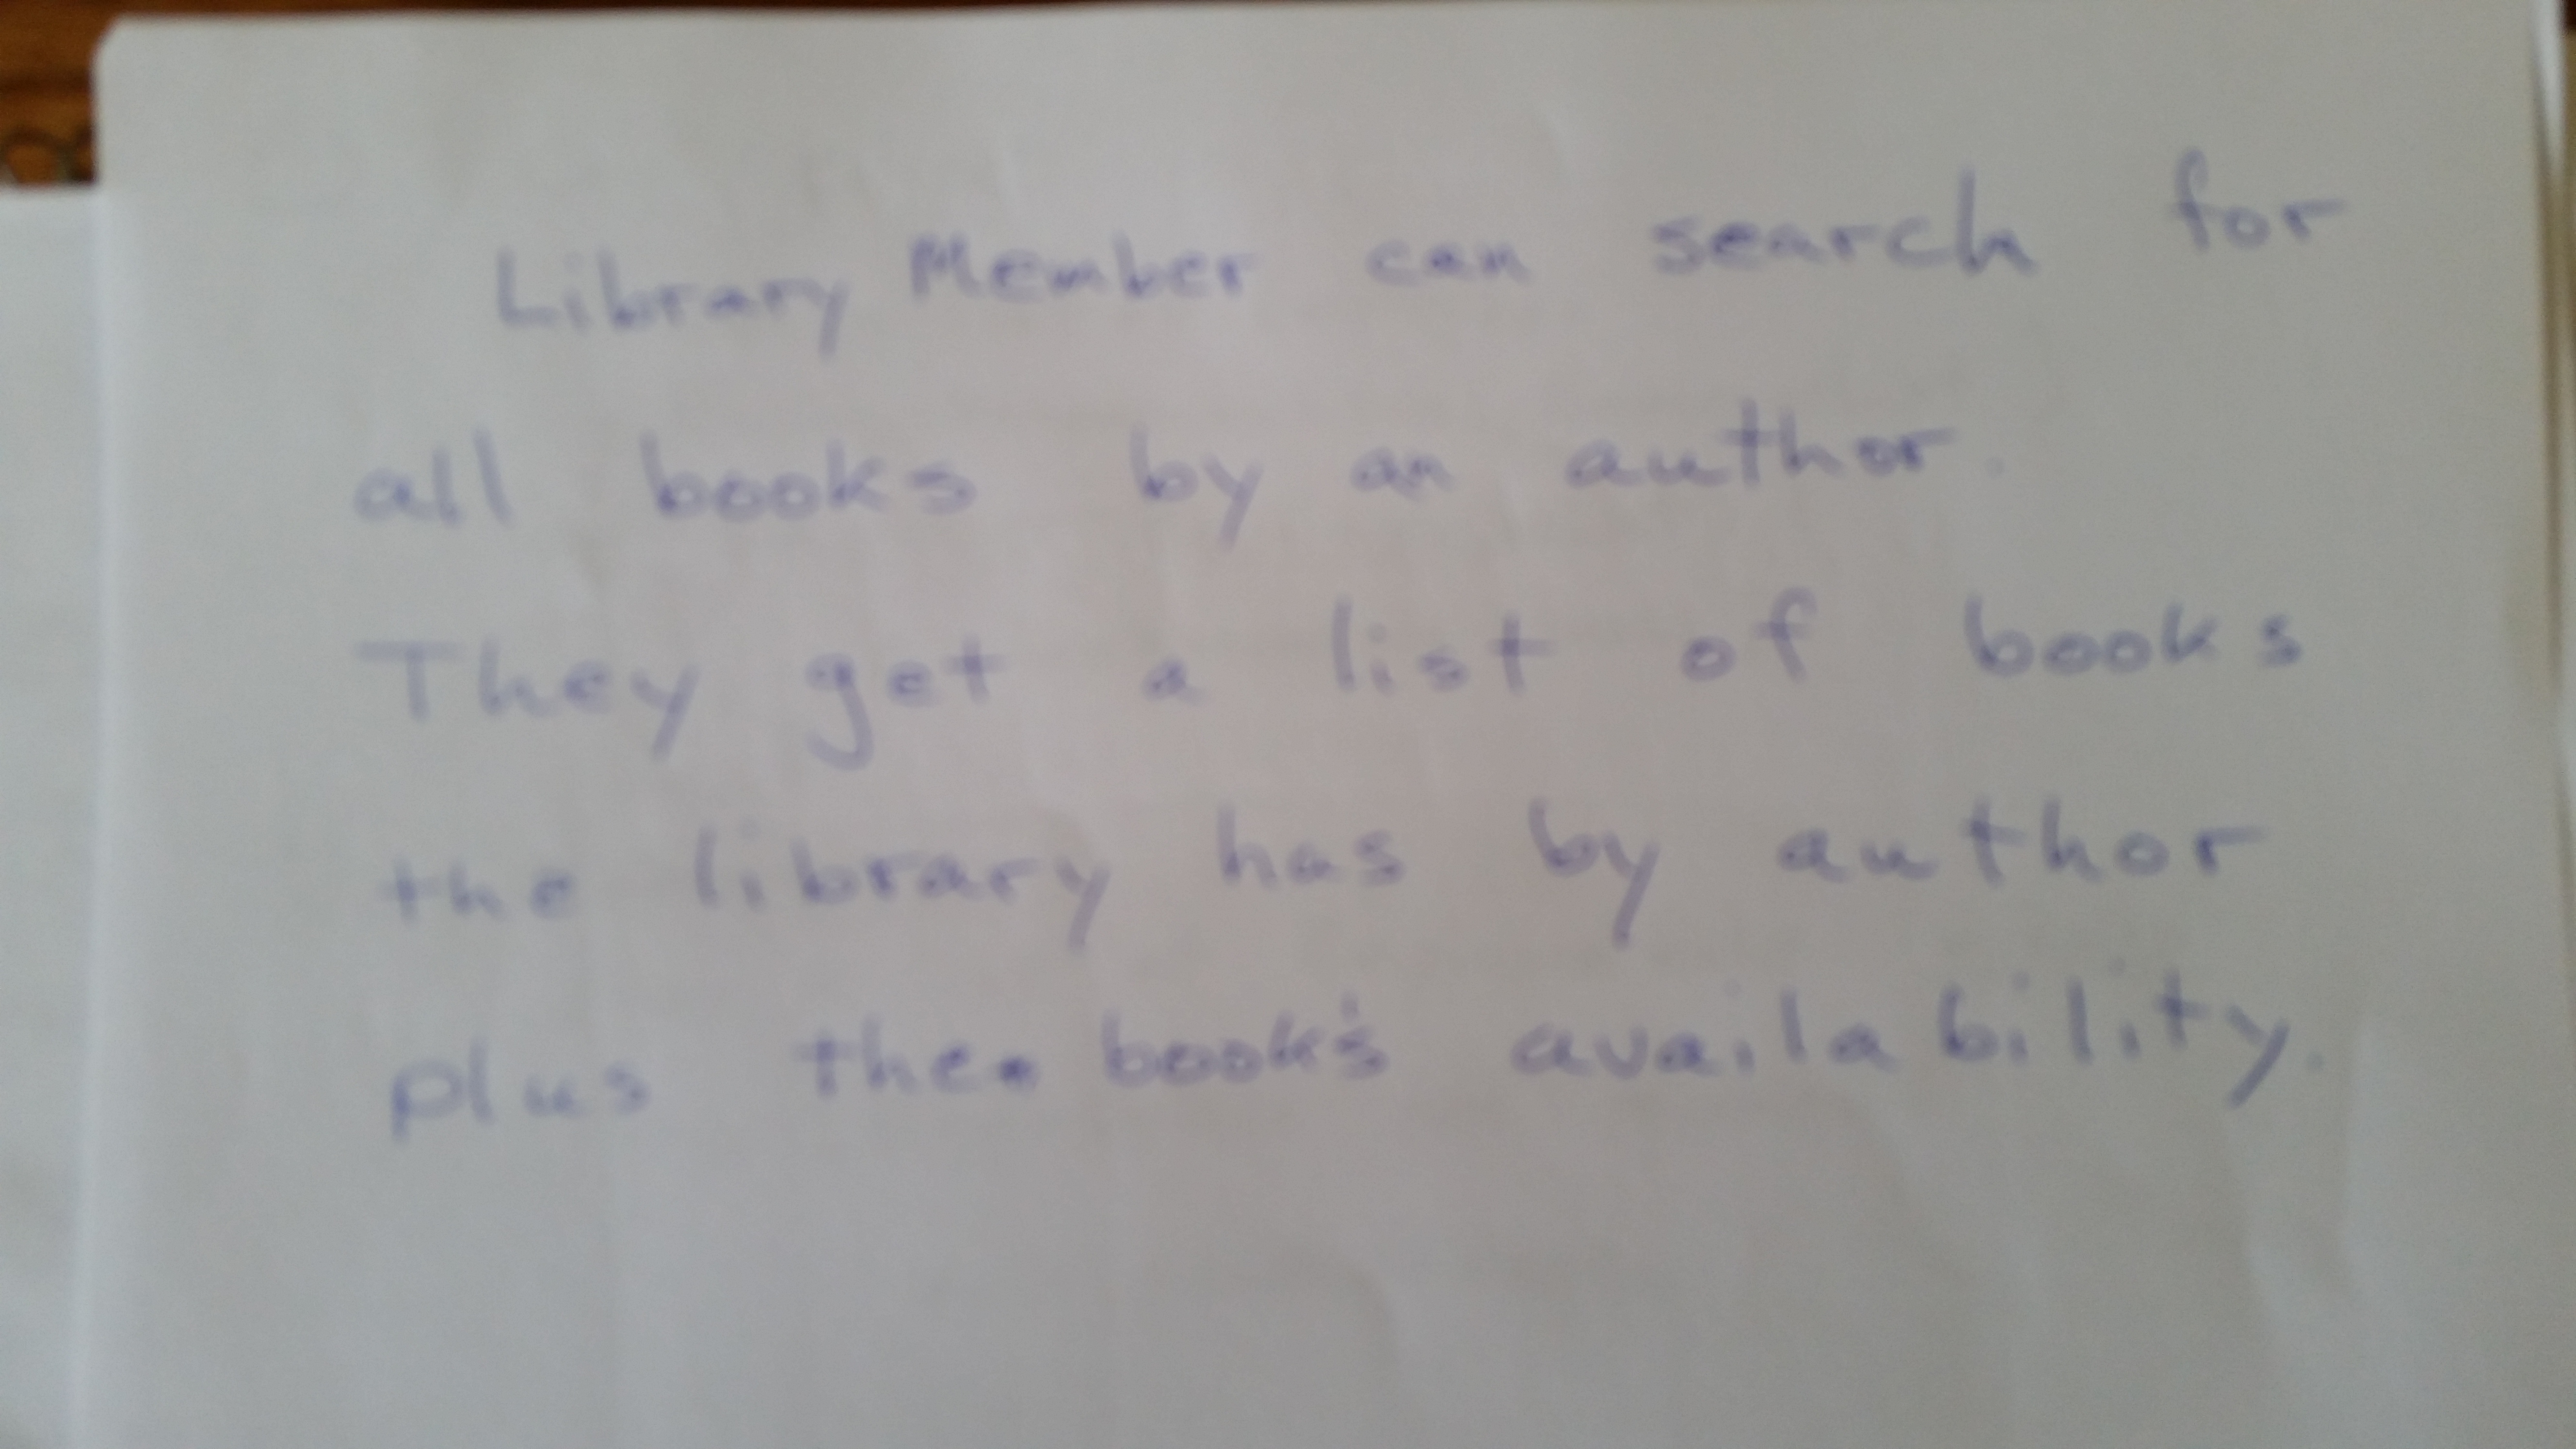 Library Member can search for
all books by an author.
They get a list of books
the library has by author
plus the book's availability.